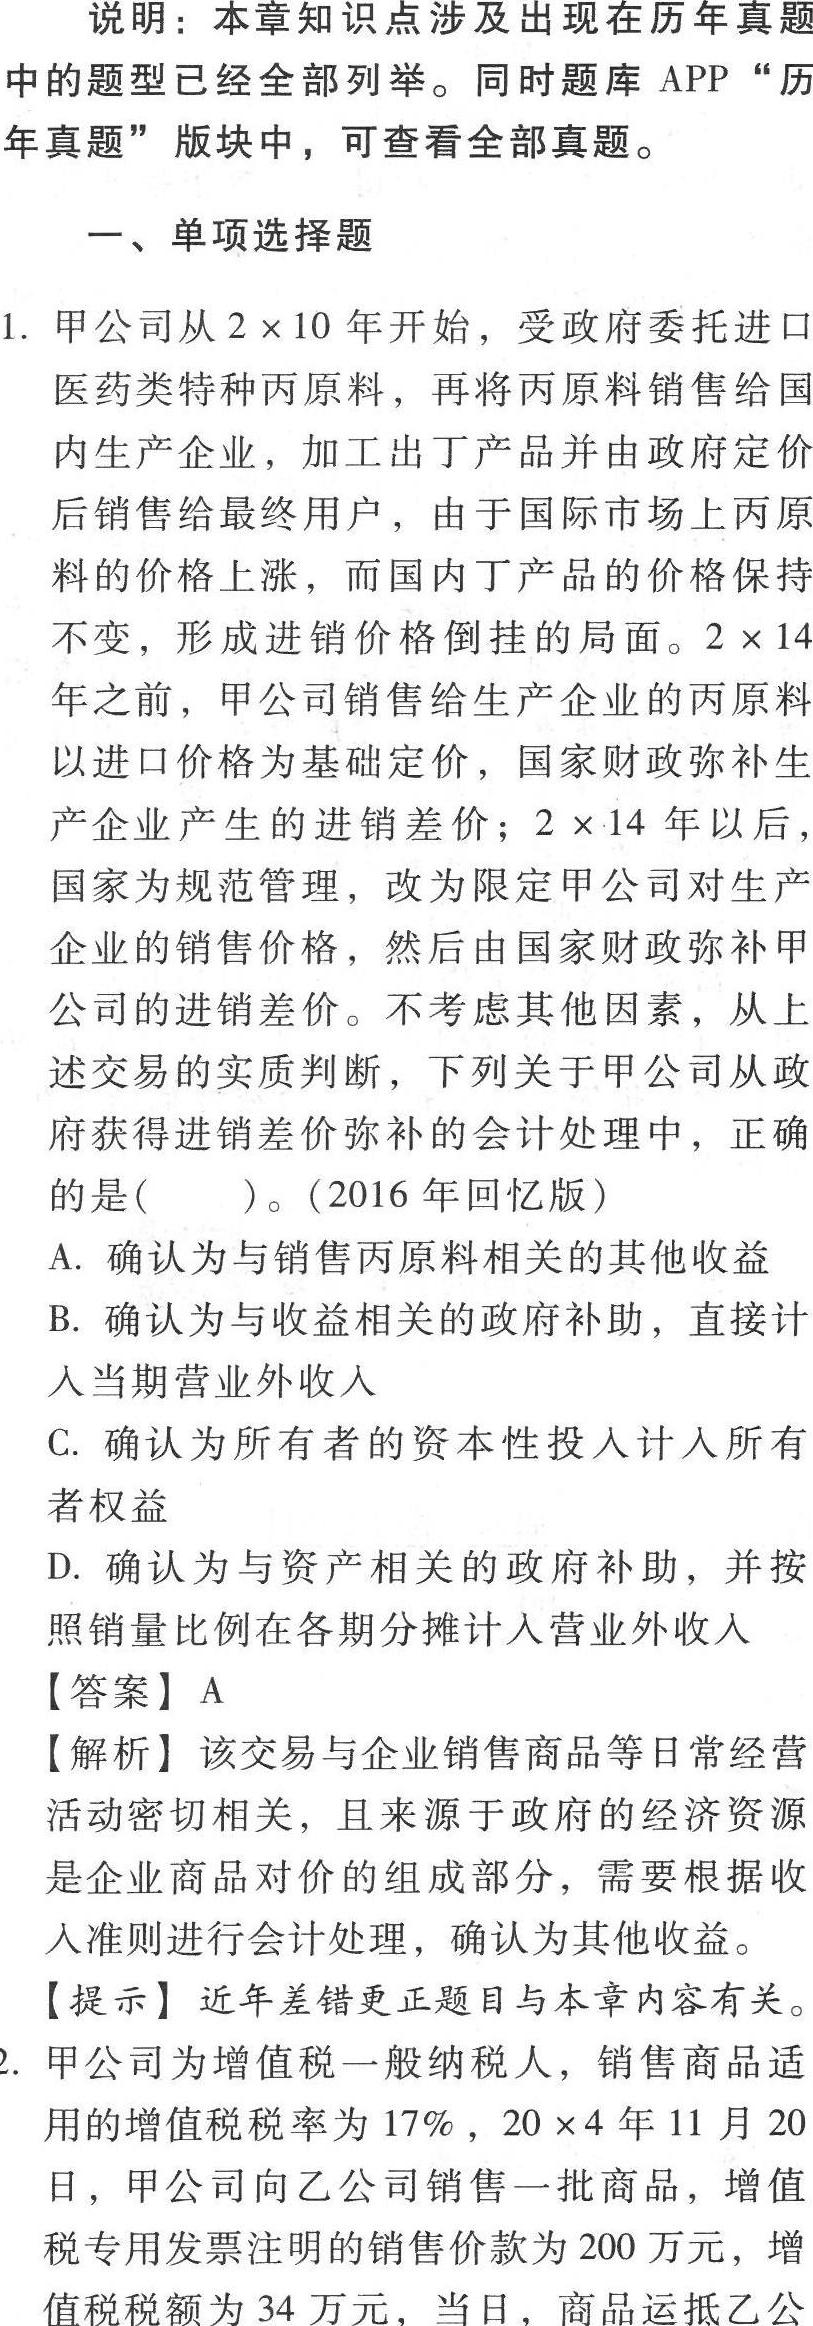 说明：本章知识点涉及出现在历年真题
中的题型已经全部列举。同时题库 APP“历
年真题”版块中，可查看全部真题。
一、单项选择题
1. 甲公司从 2 × 10 年开始，受政府委托进口
医药类特种丙原料，再将丙原料销售给国
内生产企业，加工出丁产品并由政府定价
后销售给最终用户，由于国际市场上丙原
料的价格上涨，而国内丁产品的价格保持
不变，形成进销价格倒挂的局面。2 × 14
年之前，甲公司销售给生产企业的丙原料
以进口价格为基础定价，国家财政弥补生
产企业产生的进销差价；2 × 14 年以后，
国家为规范管理，改为限定甲公司对生产
企业的销售价格，然后由国家财政弥补甲
公司的进销差价。不考虑其他因素，从上
述交易的实质判断，下列关于甲公司从政
府获得进销差价弥补的会计处理中，正确
的是(　　)。(2016 年回忆版)
A. 确认为与销售丙原料相关的其他收益
B. 确认为与收益相关的政府补助，直接计
入当期营业外收入
C. 确认为所有者的资本性投入计入所有
者权益
D. 确认为与资产相关的政府补助，并按
照销量比例在各期分摊计入营业外收入
【答案】 A
【解析】 该交易与企业销售商品等日常经营
活动密切相关，且来源于政府的经济资源
是企业商品对价的组成部分，需要根据收
入准则进行会计处理，确认为其他收益。
【提示】 近年差错更正题目与本章内容有关。
2. 甲公司为增值税一般纳税人，销售商品适
用的增值税税率为 17%，20 × 4 年 11 月 20
日，甲公司向乙公司销售一批商品，增值
税专用发票注明的销售价款为 200 万元，增
值税税额为 34 万元，当日，商品运抵乙公